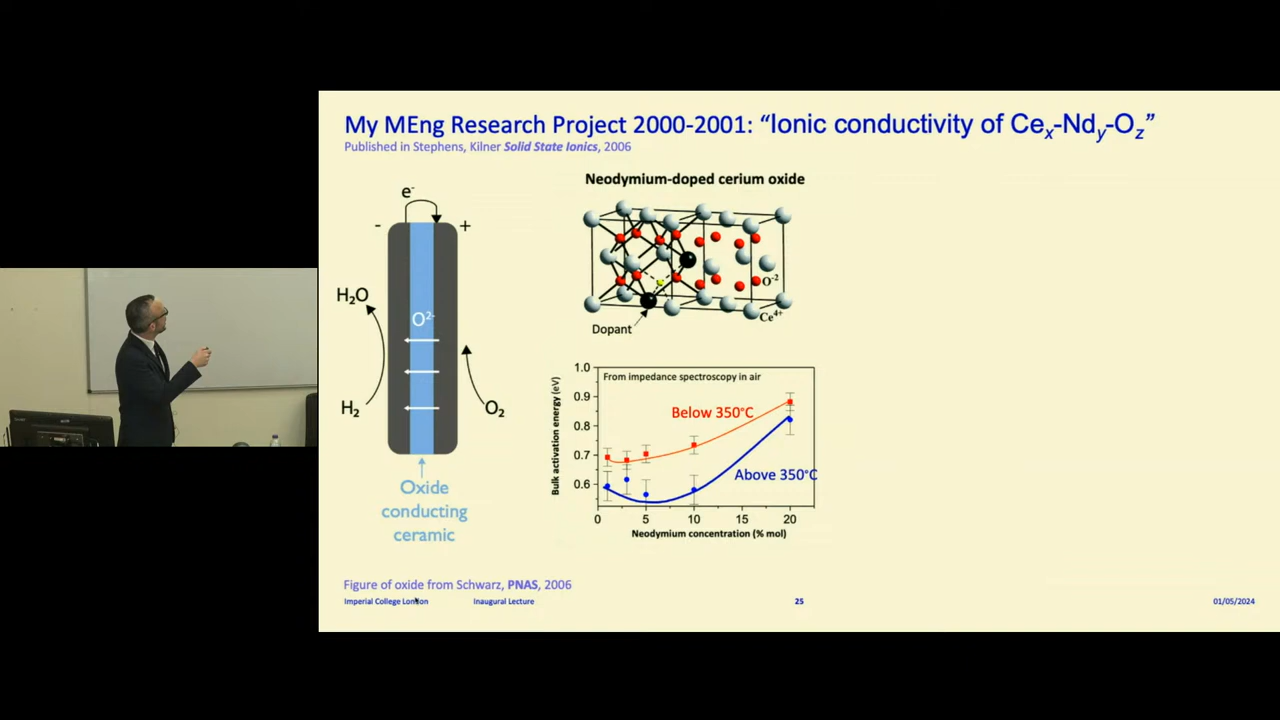 My MEng Research Project 2000-2001: “Ionic conductivity of Cex-Ndy-Oz”
Published in Stephens, Kilner Solid State Ionics, 2006
e-
- +
H2O
O2-
H2
O2
Oxide
conducting
ceramic
Neodymium-doped cerium oxide
O-2
Ce4+
Dopant
From impedance spectroscopy in air
Below 350°C
Above 350°C
Bulk activation energy (eV)
1.0
0.9
0.8
0.7
0.6
0 5 10 15 20
Neodymium concentration (% mol)
Figure of oxide from Schwarz, PNAS, 2006
Imperial College London Inaugural Lecture 25 01/05/2024